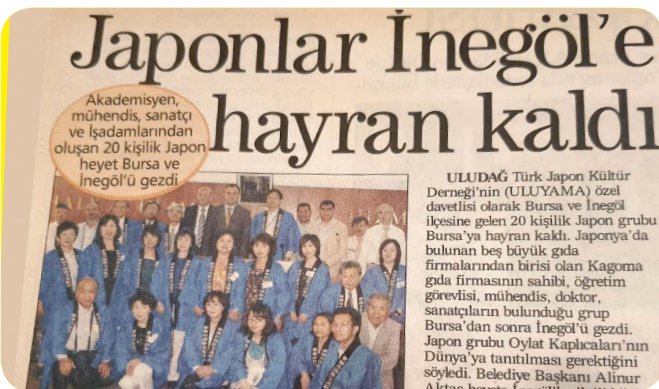 Japonlar İnegöl'e
hayran kaldı
Akademisyen,
mühendis, sanatçı
ve İşadamlarından
oluşan 20 kişilik Japon
heyet Bursa ve
İnegöl'ü gezdi
ULUDAĞ Türk Japon Kültür
Derneği'nin (ULUYAMA) özel
davetlisi olarak Bursa ve İnegöl
ilçesine gelen 20 kişilik Japon grubu
Bursa'ya hayran kaldı. Japonya'da
bulunan beş büyük gıda
firmalarından birisi olan Kagoma
gıda firmasının sahibi, öğretim
görevlisi, mühendis, doktor,
sanatçıların bulunduğu grup
Bursa'dan sonra İnegöl'ü gezdi.
Japon grubu Oylat Kaplıcaları'nın
Dünya'ya tanıtılması gerektiğini
söyledi. Belediye Başkanı Alinur